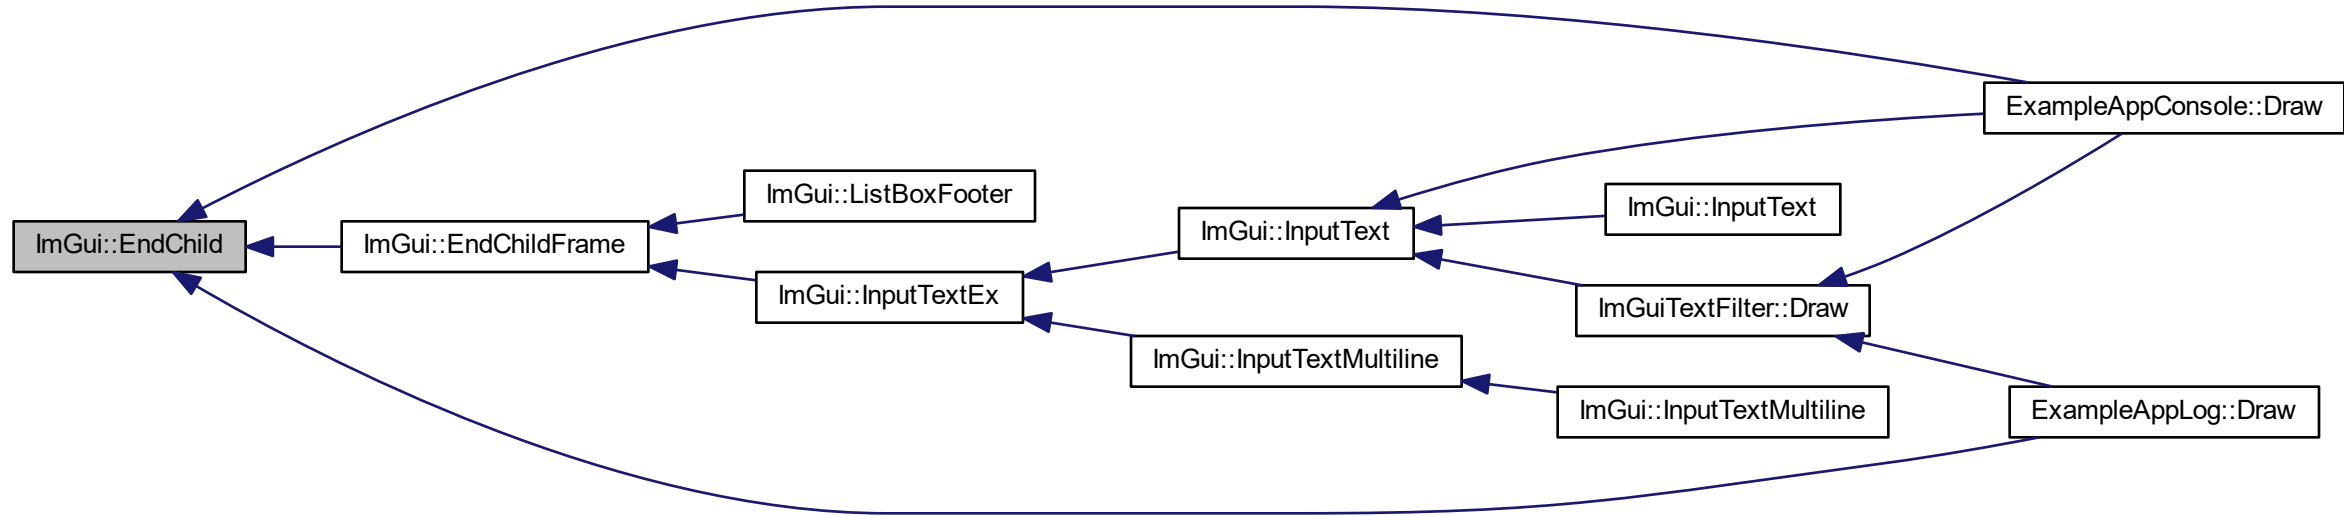 ImGui::EndChild
ImGui::EndChildFrame
ImGui::ListBoxFooter
ImGui::InputTextEx
ImGui::InputText
ImGui::InputTextMultiline
ImGui::InputText
ImGuiTextFilter::Draw
ImGui::InputTextMultiline
ExampleAppConsole::Draw
ExampleAppLog::Draw